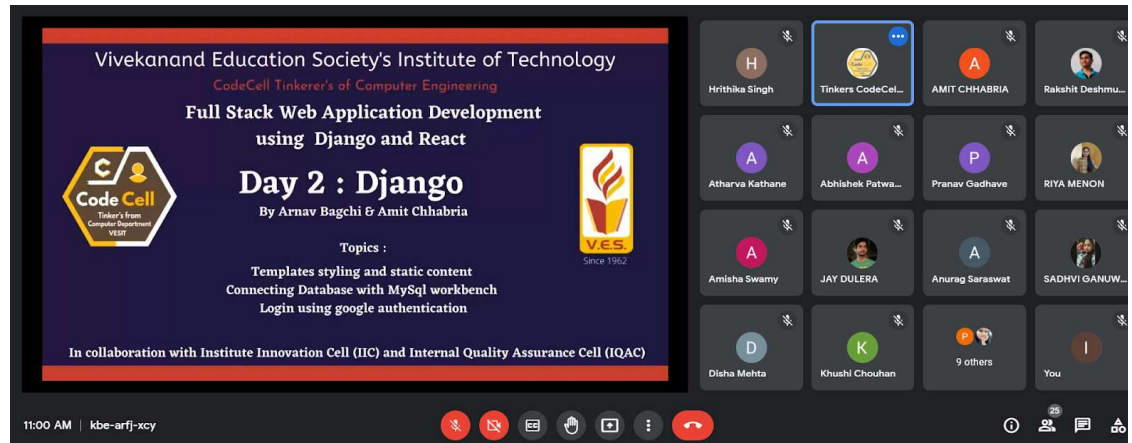 Vivekanand Education Society's Institute of Technology
CodeCell Tinkerer's of Computer Engineering
Full Stack Web Application Development
using Django and React
Day 2 : Django
By Arnav Bagchi & Amit Chhabria
Code Cell
Tinker's from
Computer Department
VESIT
V.E.S.
Since 1962
Topics :
Templates styling and static content
Connecting Database with MySql workbench
Login using google authentication
In collaboration with Institute Innovation Cell (IIC) and Internal Quality Assurance Cell (IQAC)
H
Hrithika Singh
Code
Tinkers CodeCel...
A
AMIT CHHABRIA
Rakshit Deshmu...
A
Atharva Kathane
A
Abhishek Patwa...
P
Pranav Gadhave
RIYA MENON
A
Amisha Swamy
JAY DULERA
A
Anurag Saraswat
SADHVI GANUW...
D
Disha Mehta
K
Khushi Chouhan
P
9 others
I
You
11:00 AM | kbe-arfj-xcy
CC
25